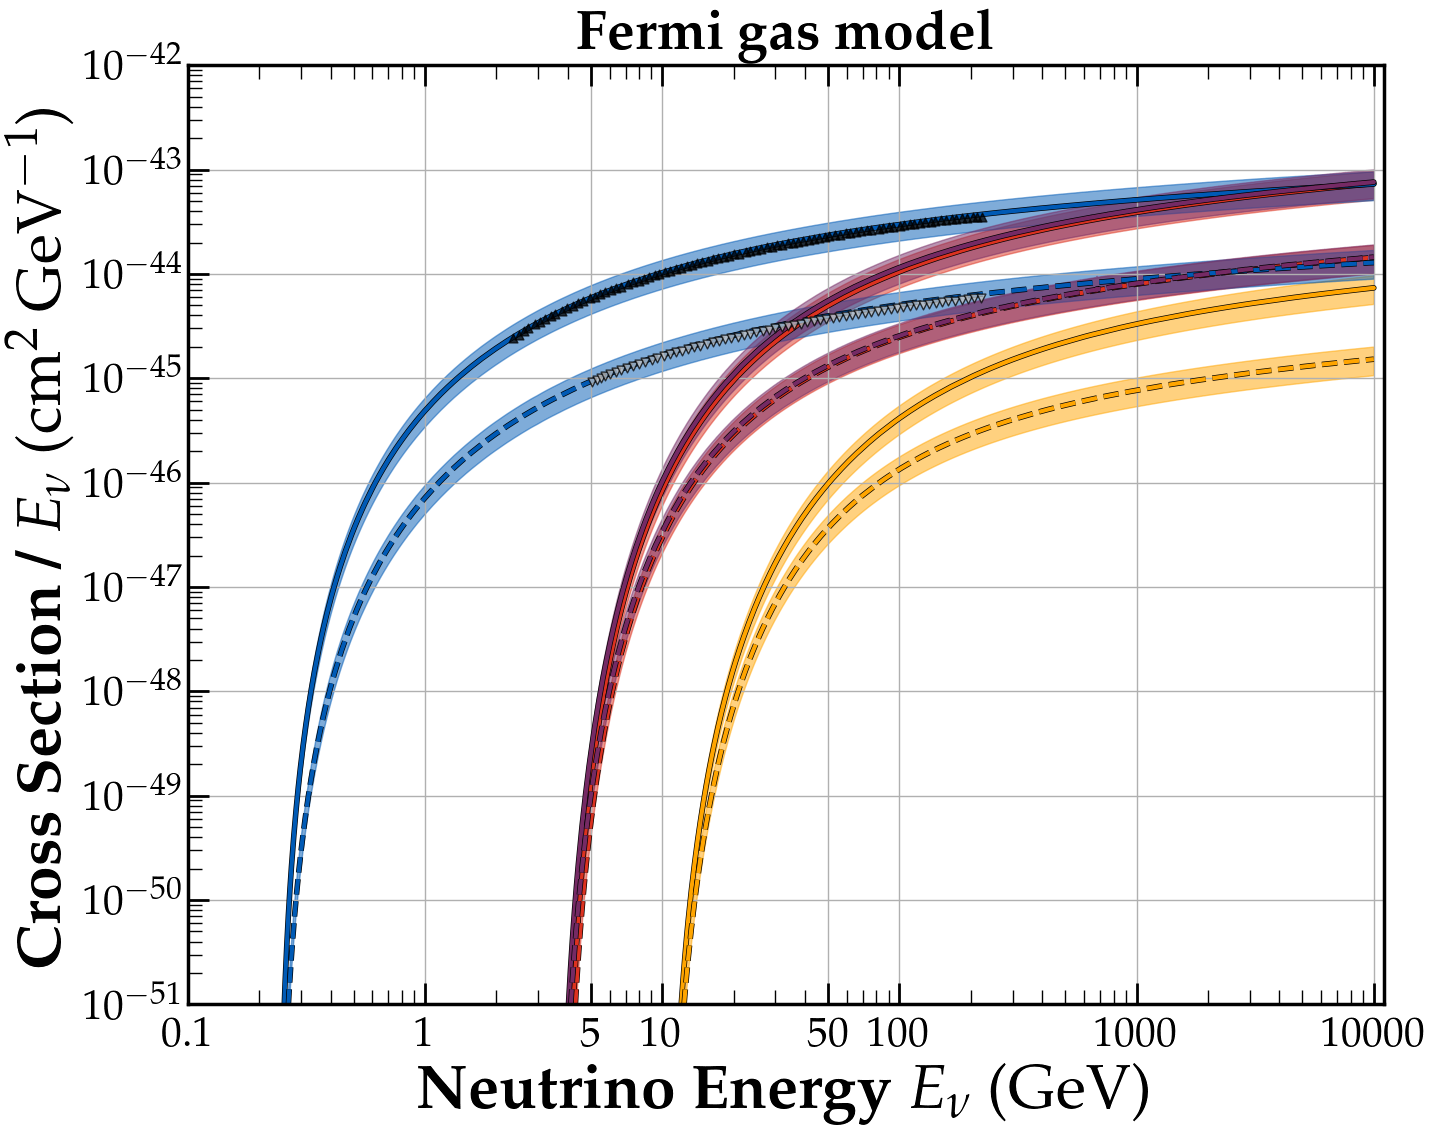 Fermi gas model
Cross Section / Eν (cm² GeV⁻¹)
10⁻⁴²
10⁻⁴³
10⁻⁴⁴
10⁻⁴⁵
10⁻⁴⁶
10⁻⁴⁷
10⁻⁴⁸
10⁻⁴⁹
10⁻⁵⁰
10⁻⁵¹
0.1 1 5 10 50 100 1000 10000
Neutrino Energy Eν (GeV)